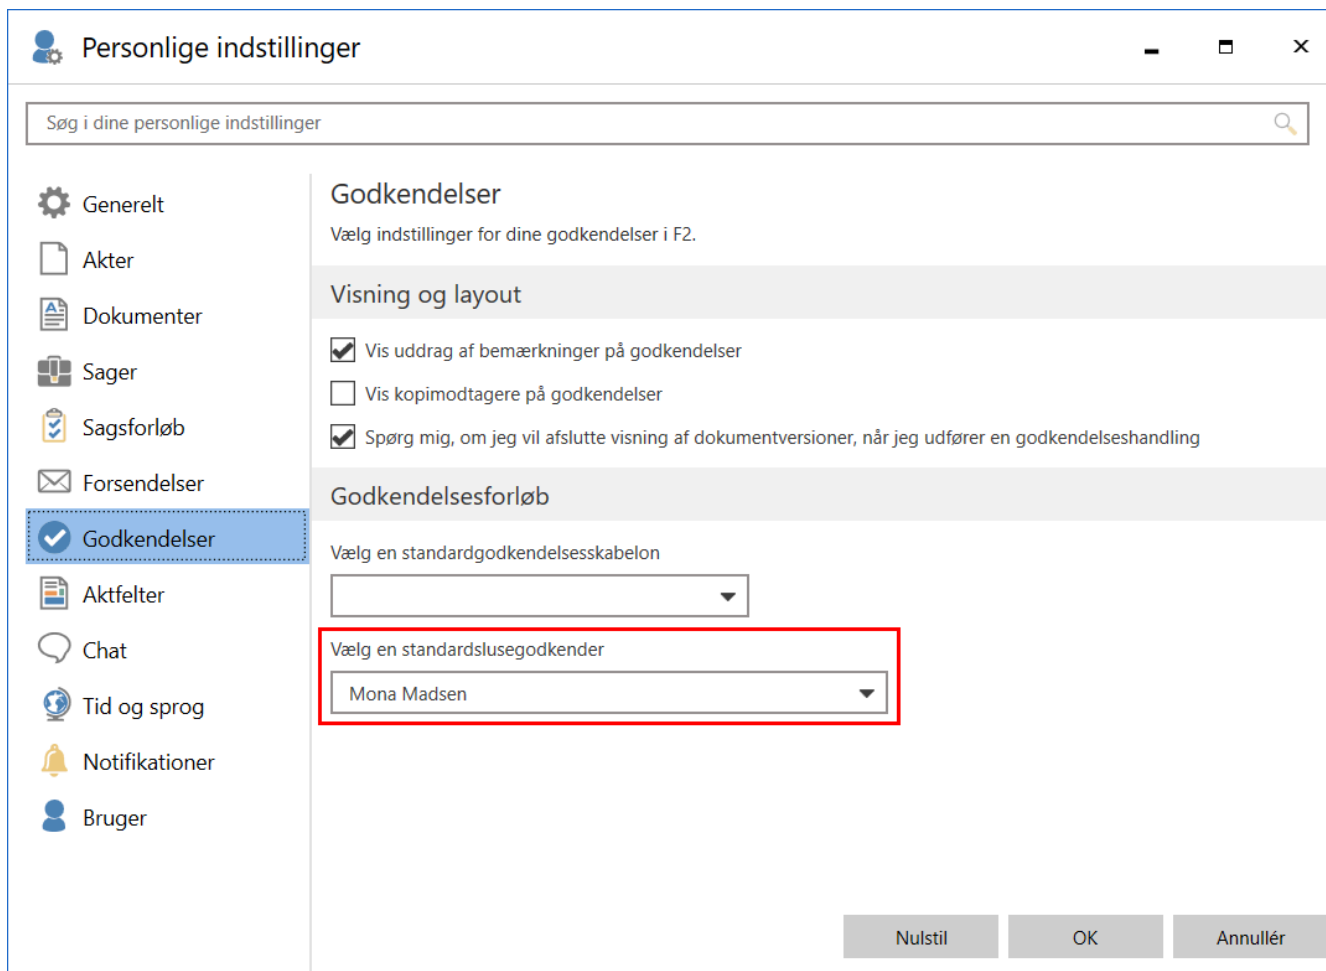 Personlige indstillinger
Søg i dine personlige indstillinger
Generelt
Akter
Dokumenter
Sager
Sagsforløb
Forsendelser
Godkendelser
Aktfelter
Chat
Tid og sprog
Notifikationer
Bruger
Godkendelser
Vælg indstillinger for dine godkendelser i F2.
Visning og layout
Vis uddrag af bemærkninger på godkendelser
Vis kopimodtagere på godkendelser
Spørg mig, om jeg vil afslutte visning af dokumentversioner, når jeg udfører en godkendelseshandling
Godkendelsesforløb
Vælg en standardgodkendelsesskabelon
Vælg en standardslusegodkender
Mona Madsen
Nulstil
OK
Annullér